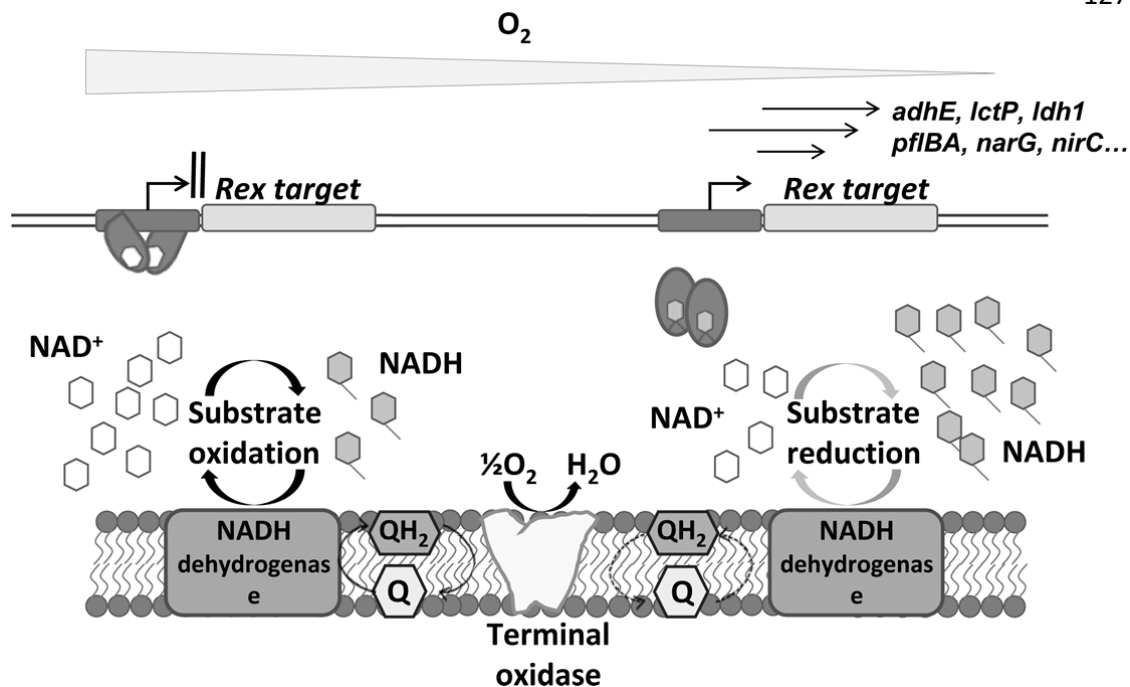 127
O₂
adhE, lctP, ldh1
pflBA, narG, nirC...
Rex target
Rex target
NAD⁺
NADH
Substrate
oxidation
NAD⁺
Substrate
reduction
NADH
½O₂
H₂O
NADH
dehydrogenas
e
QH₂
Q
Terminal
oxidase
QH₂
Q
NADH
dehydrogenas
e